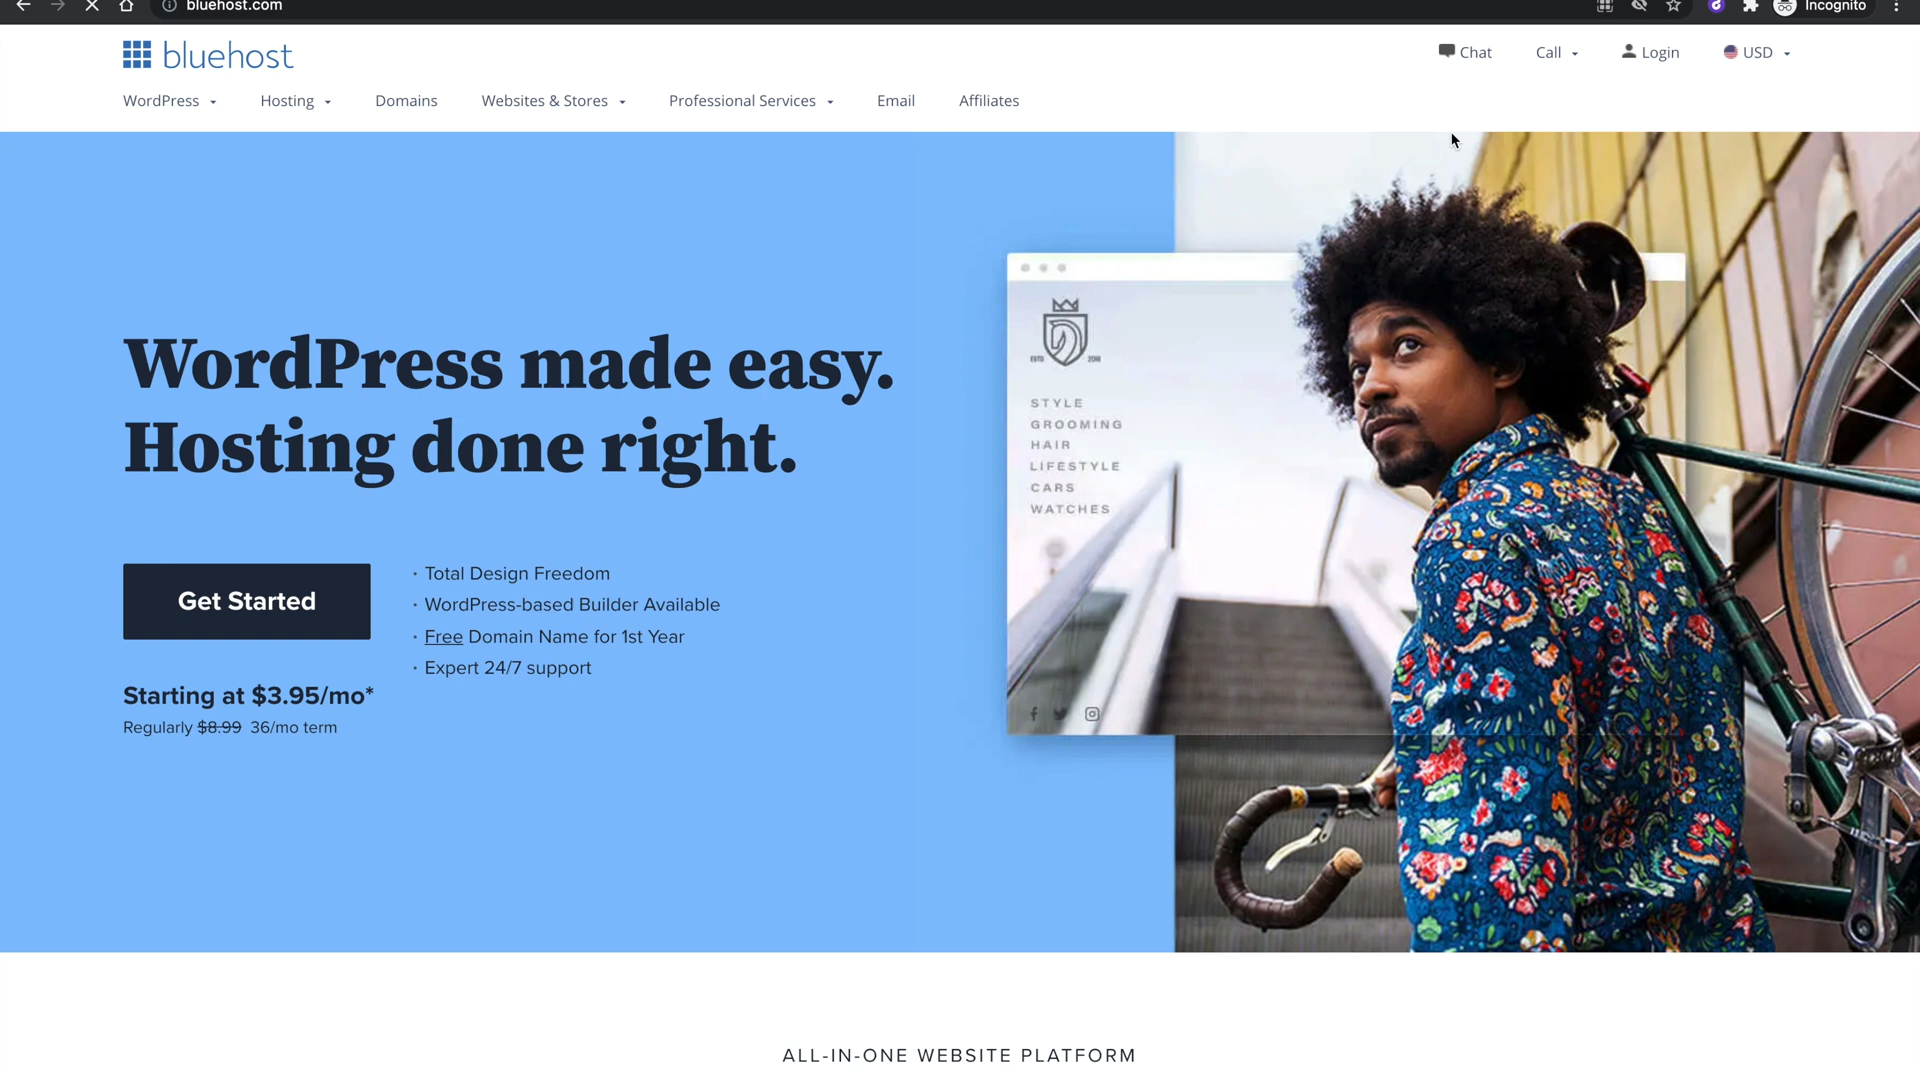 bluehost.com
Incognito
bluehost
Chat
Call
Login
USD
WordPress
Hosting
Domains
Websites & Stores
Professional Services
Email
Affiliates
WordPress made easy.
Hosting done right.
Get Started
· Total Design Freedom
· WordPress-based Builder Available
· Free Domain Name for 1st Year
· Expert 24/7 support
Starting at $3.95/mo*
Regularly $8.99 36/mo term
ESTD 2016
STYLE
GROOMING
HAIR
LIFESTYLE
CARS
WATCHES
ALL-IN-ONE WEBSITE PLATFORM